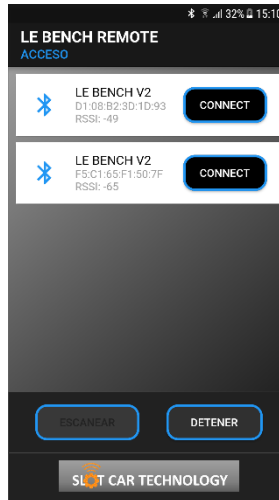 32% 15:10
LE BENCH REMOTE
ACCESO
LE BENCH V2
D1:08:B2:3D:1D:93
RSSI: -49
CONNECT
LE BENCH V2
F5:C1:65:F1:50:7F
RSSI: -65
CONNECT
ESCANEAR
DETENER
SLOT CAR TECHNOLOGY